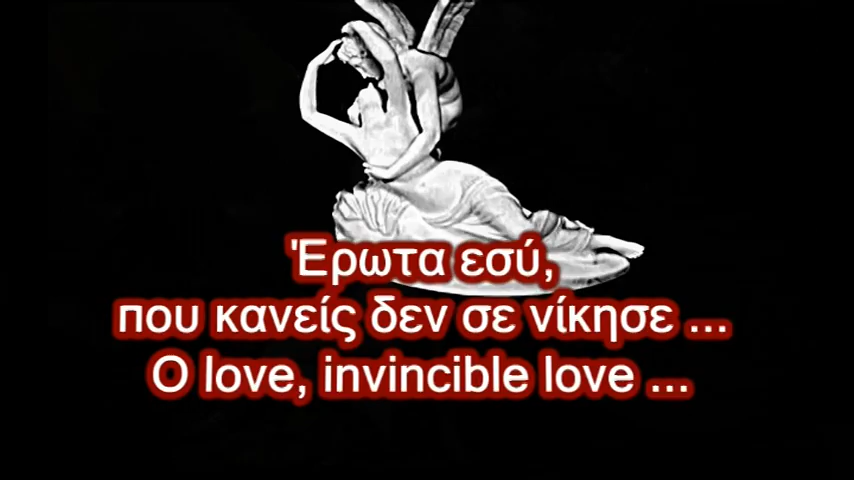 Έρωτα εσύ,
που κανείς δεν σε νίκησε ...
O love, invincible love ...